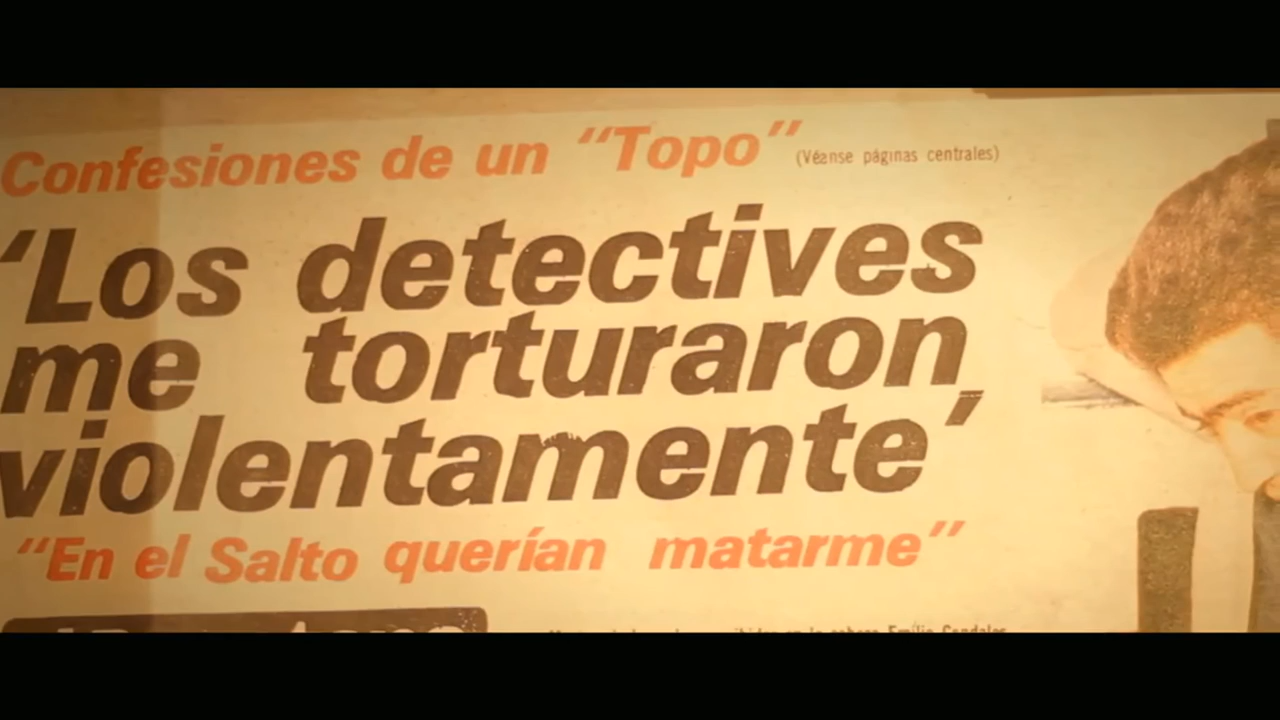 Confesiones de un "Topo" (Véanse páginas centrales)
'Los detectives
me torturaron
violentamente'
"En el Salto querían matarme"